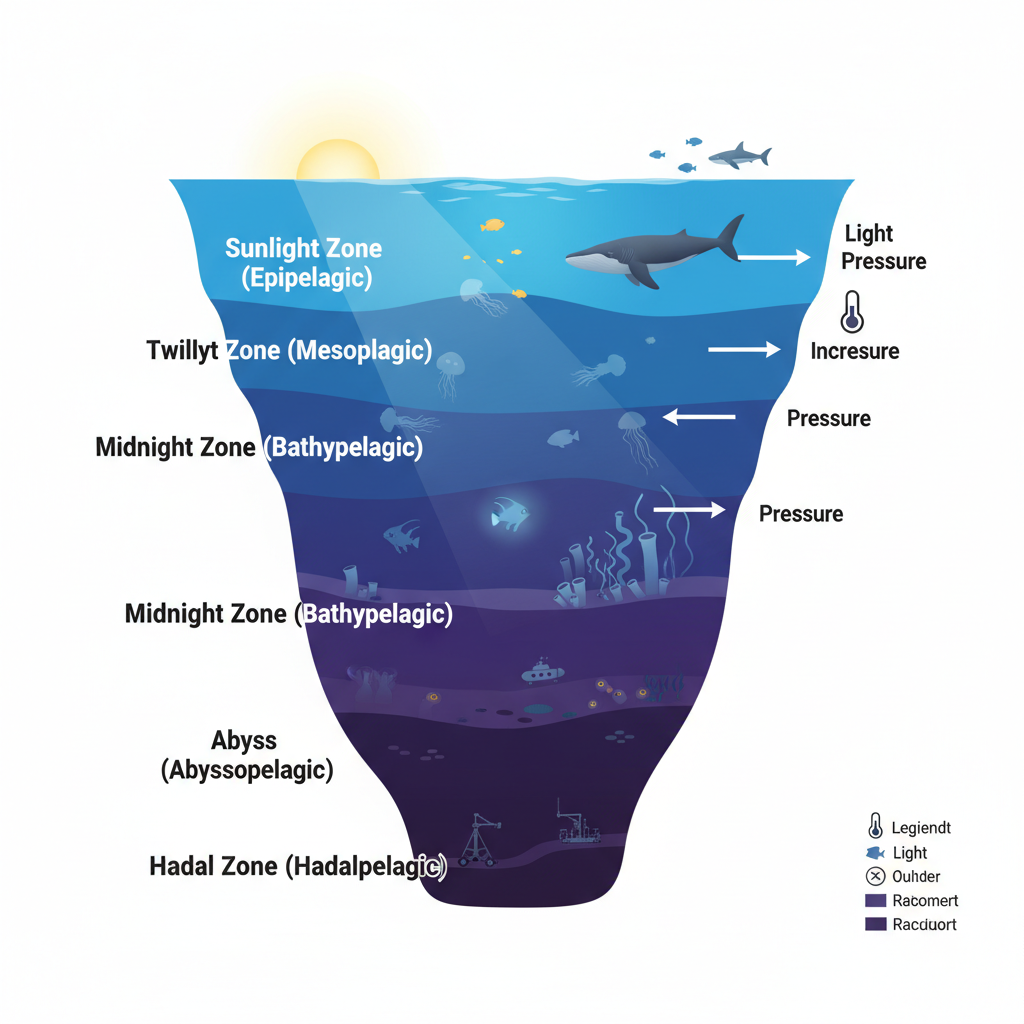 Sunlight Zone
(Epipelagic)
Light
Pressure
Twillyt Zone (Mesoplagic)
Incresure
Pressure
Midnight Zone (Bathypelagic)
Pressure
Midnight Zone (Bathypelagic)
Abyss
(Abyssopelagic)
Hadal Zone (Hadalpelagic)
Legiendt
Light
Ouhder
Racomert
Racduort